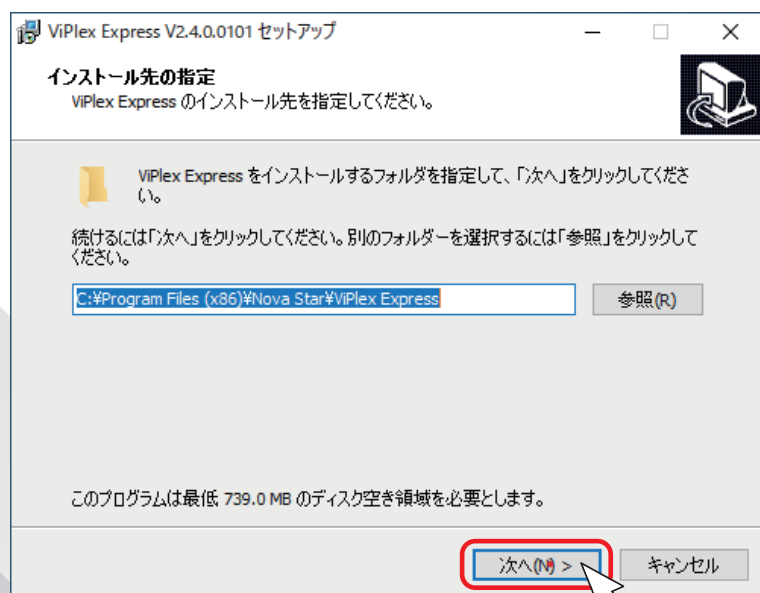 ViPlex Express V2.4.0.0101 セットアップ
インストール先の指定
ViPlex Express のインストール先を指定してください。
ViPlex Express をインストールするフォルダを指定して、「次へ」をクリックしてくださ
い。
続けるには「次へ」をクリックしてください。別のフォルダーを選択するには「参照」をクリックして
ください。
C:¥Program Files (x86)¥Nova Star¥ViPlex Express
参照(R)
このプログラムは最低 739.0 MB のディスク空き領域を必要とします。
次へ(N) >
キャンセル